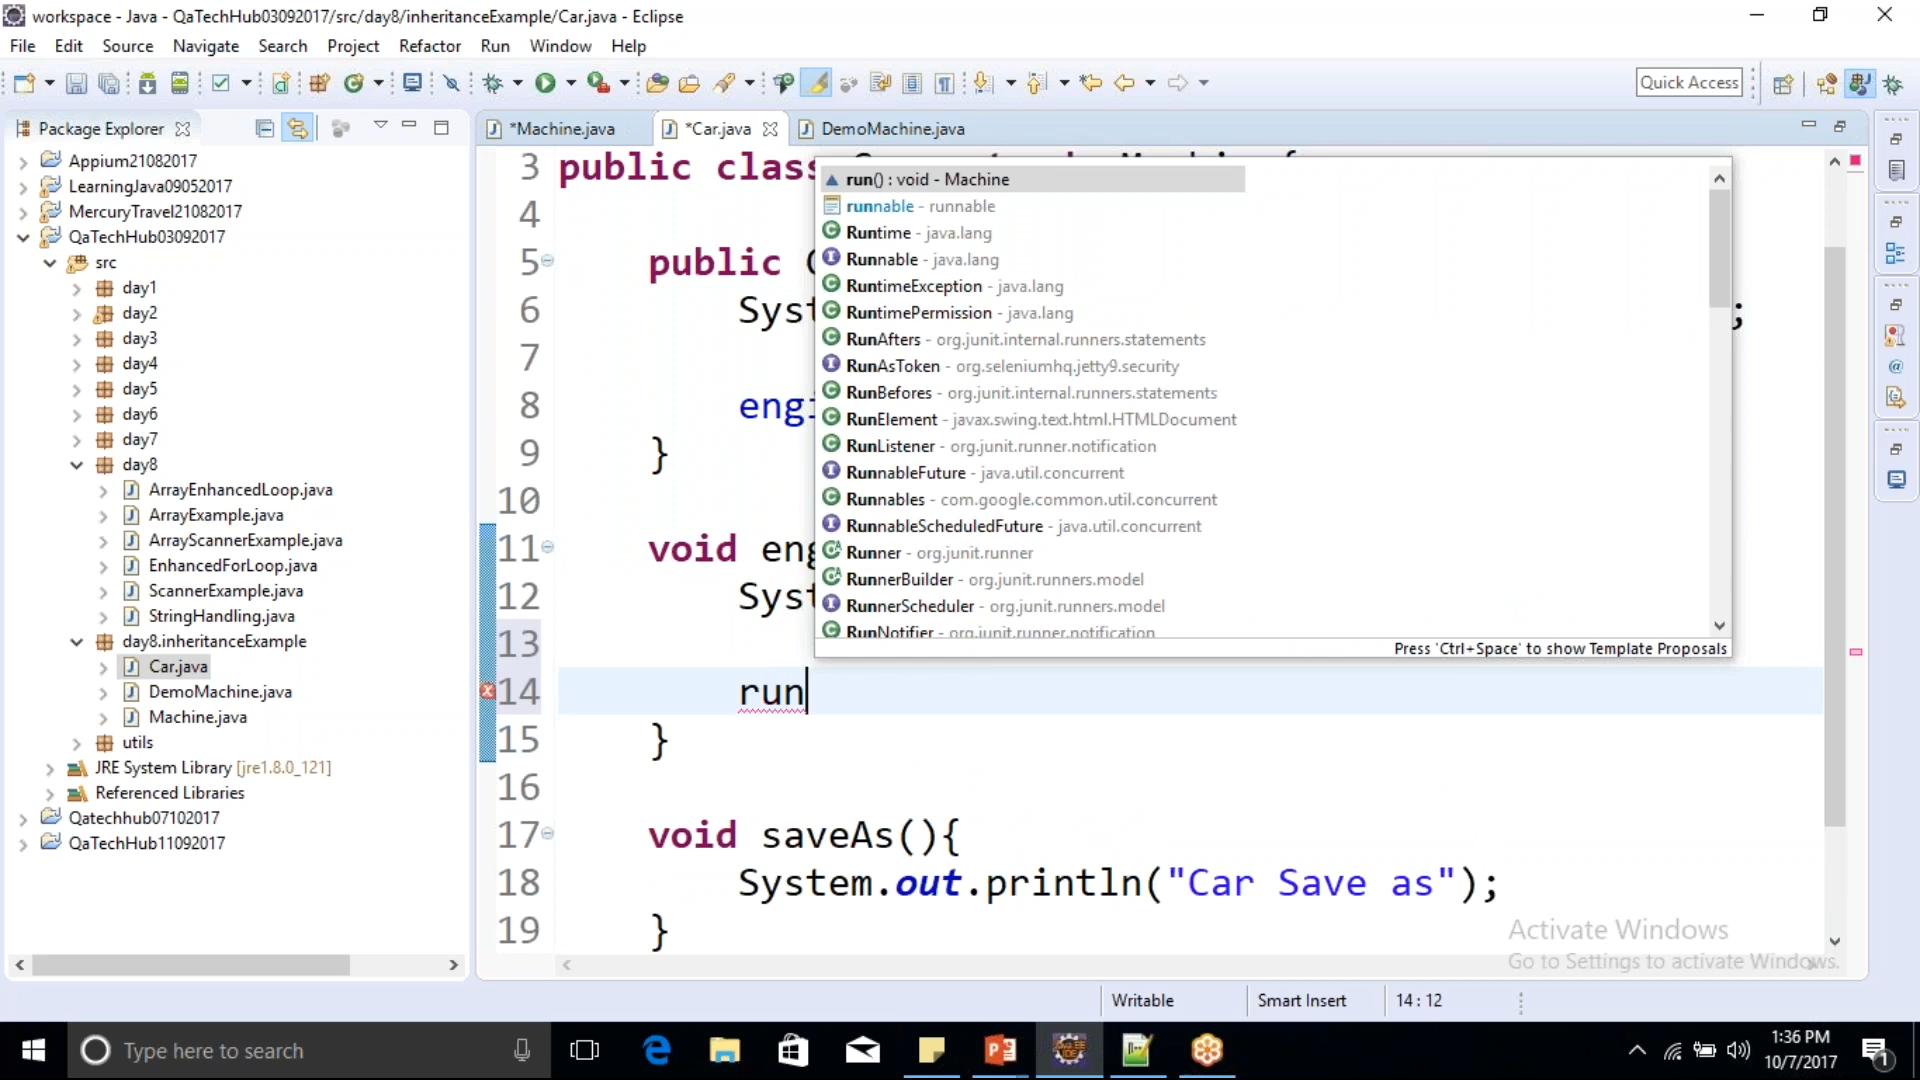 workspace - Java - QaTechHub03092017/src/day8/inheritanceExample/Car.java - Eclipse
File Edit Source Navigate Search Project Refactor Run Window Help
Quick Access
Package Explorer
Appium21082017
LearningJava09052017
MercuryTravel21082017
QaTechHub03092017
src
day1
day2
day3
day4
day5
day6
day7
day8
ArrayEnhancedLoop.java
ArrayExample.java
ArrayScannerExample.java
EnhancedForLoop.java
ScannerExample.java
StringHandling.java
day8.inheritanceExample
Car.java
DemoMachine.java
Machine.java
utils
JRE System Library [jre1.8.0_121]
Referenced Libraries
Qatechhub07102017
QaTechHub11092017
*Machine.java *Car.java DemoMachine.java
3 public class
4
5 public
6 Syst ;
7
8 engi
9 }
10
11 void eng
12 Syst
13
14 run
15 }
16
17 void saveAs(){
18 System.out.println("Car Save as");
19 }
run() : void - Machine
runnable - runnable
Runtime - java.lang
Runnable - java.lang
RuntimeException - java.lang
RuntimePermission - java.lang
RunAfters - org.junit.internal.runners.statements
RunAsToken - org.seleniumhq.jetty9.security
RunBefores - org.junit.internal.runners.statements
RunElement - javax.swing.text.html.HTMLDocument
RunListener - org.junit.runner.notification
RunnableFuture - java.util.concurrent
Runnables - com.google.common.util.concurrent
RunnableScheduledFuture - java.util.concurrent
Runner - org.junit.runner
RunnerBuilder - org.junit.runners.model
RunnerScheduler - org.junit.runners.model
RunNotifier - org.junit.runner.notification
Press 'Ctrl+Space' to show Template Proposals
Activate Windows
Go to Settings to activate Windows.
Writable Smart Insert 14 : 12
Type here to search
1:36 PM
10/7/2017
1